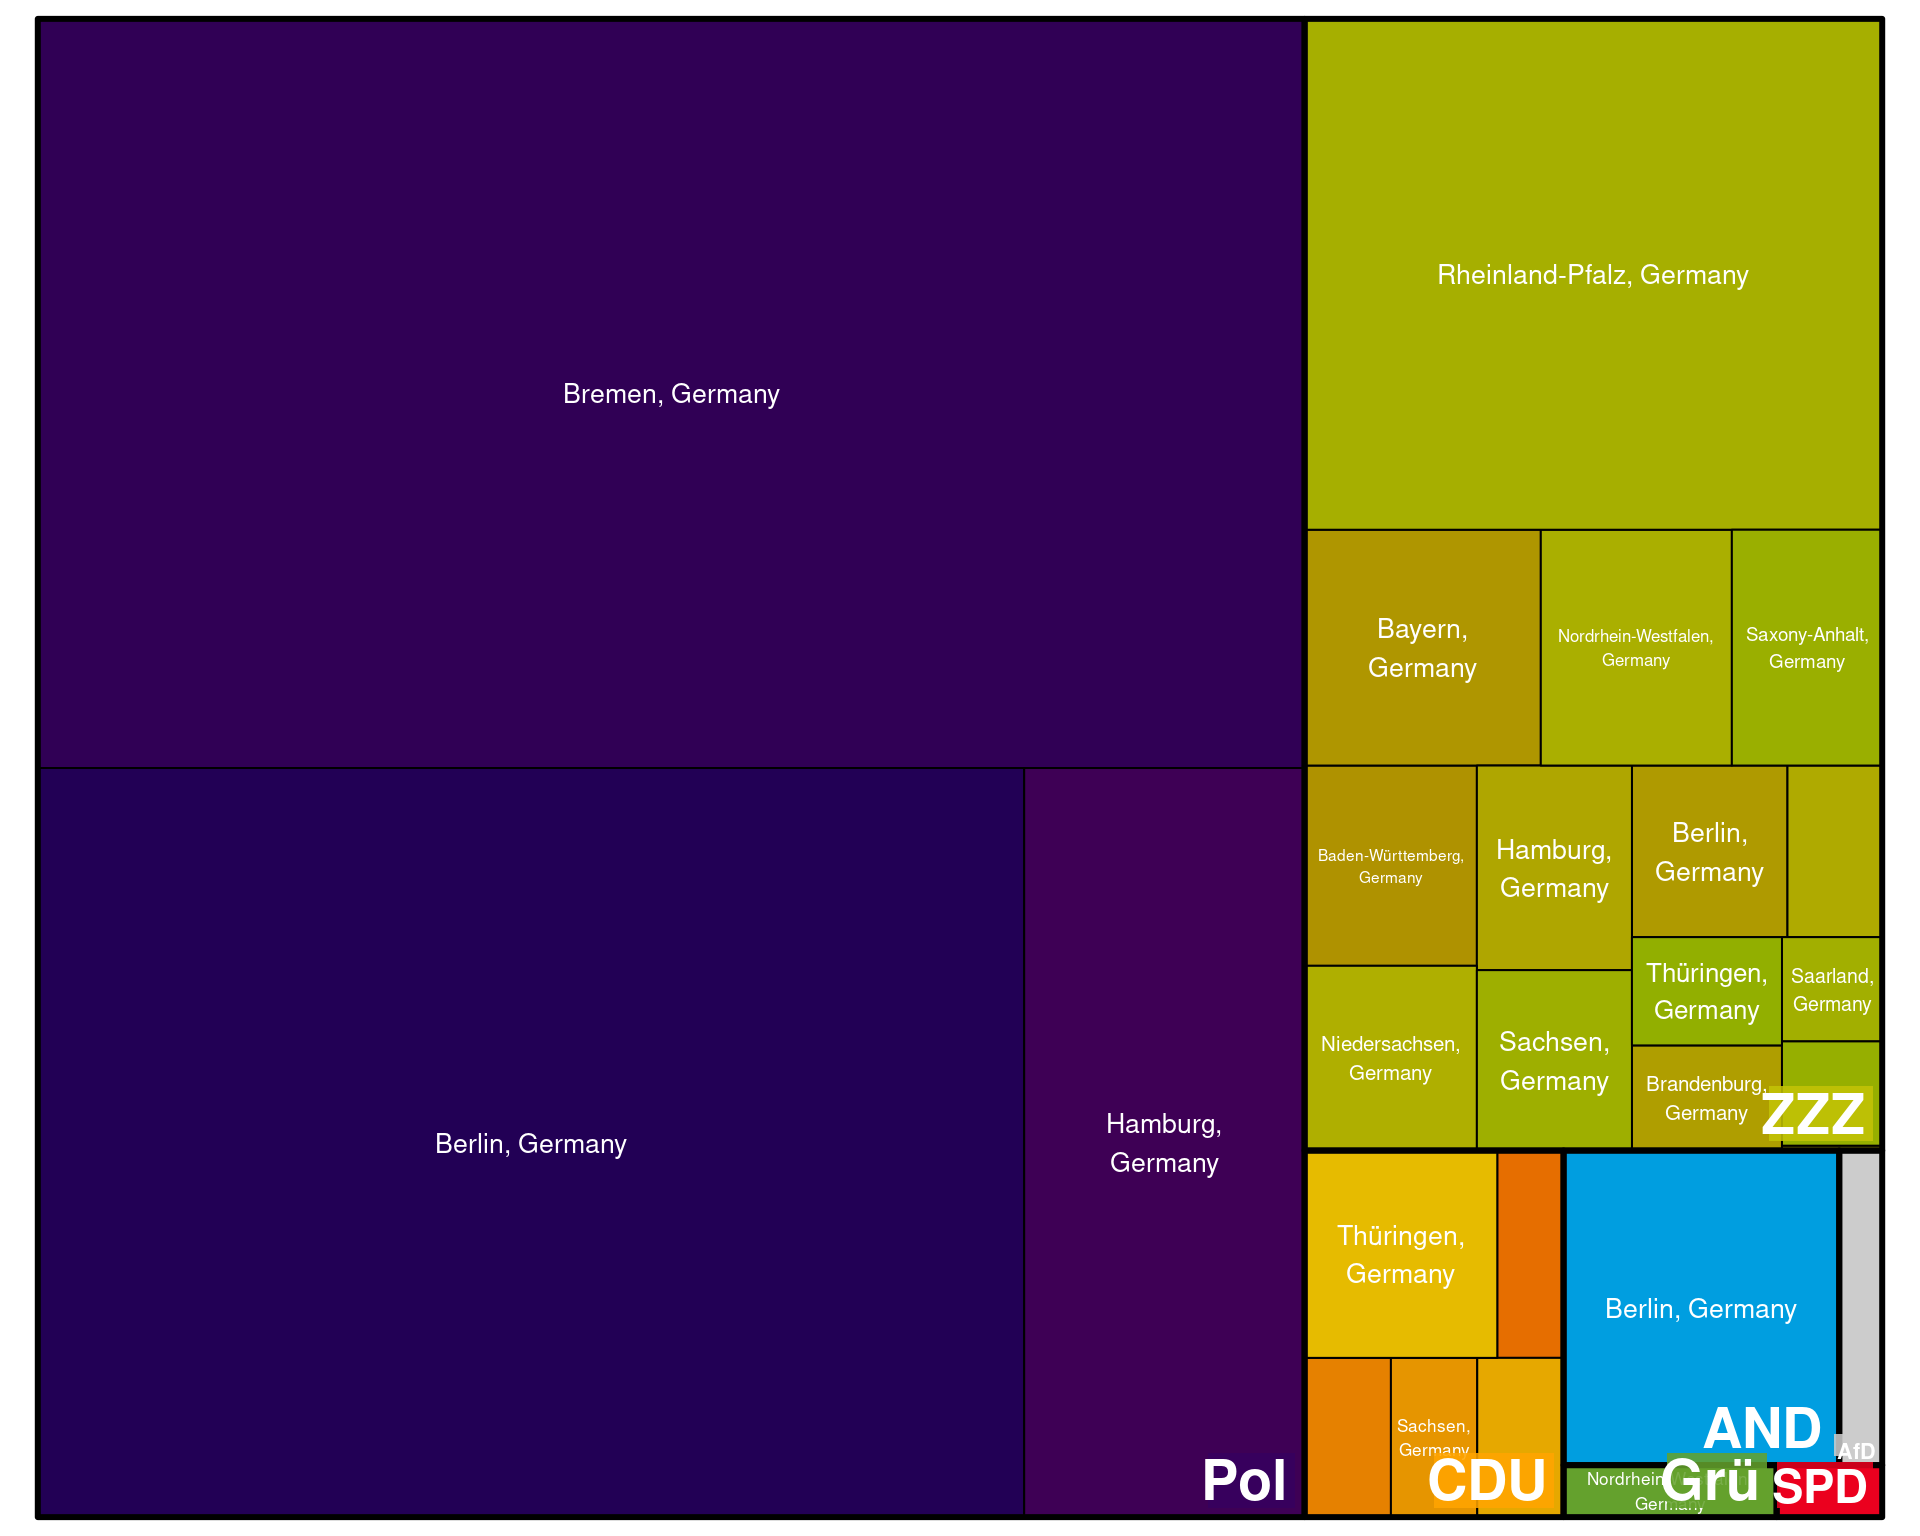 Bremen, Germany
Berlin, Germany
Hamburg,
Germany
Pol
Rheinland-Pfalz, Germany
Bayern,
Germany
Nordrhein-Westfalen,
Germany
Saxony-Anhalt,
Germany
Baden-Württemberg,
Germany
Hamburg,
Germany
Berlin,
Germany
Niedersachsen,
Germany
Sachsen,
Germany
Thüringen,
Germany
Saarland,
Germany
Brandenburg,
Germany
ZZZ
Thüringen,
Germany
Sachsen,
Germany
CDU
Berlin, Germany
AND
AfD
Germany
Grü
SPD